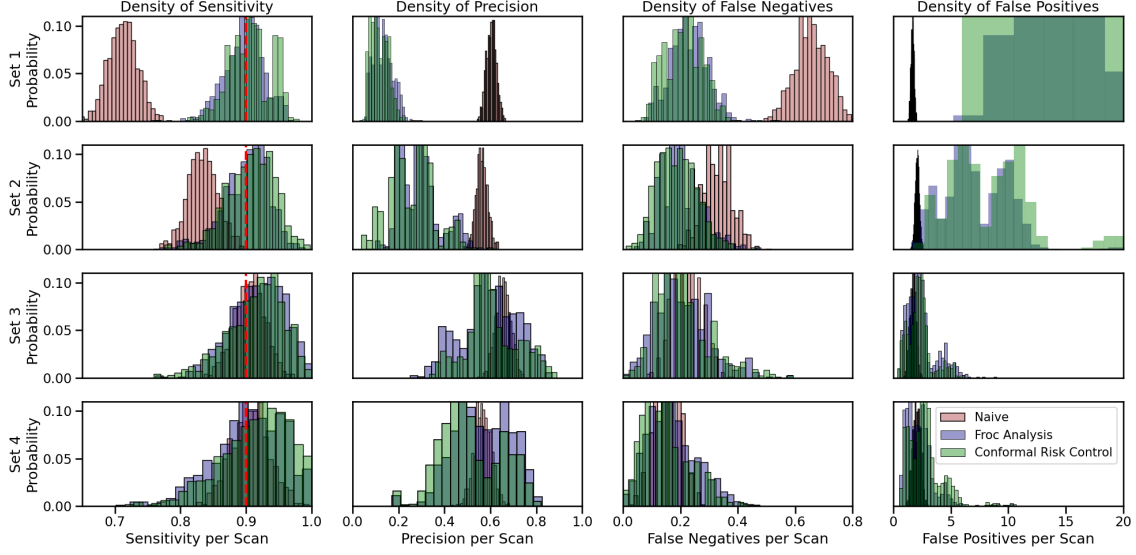 Density of Sensitivity Density of Precision Density of False Negatives Density of False Positives
Set 1
Probability
0.10
0.05
0.00
Set 2
Probability
0.10
0.05
0.00
Set 3
Probability
0.10
0.05
0.00
Set 4
Probability
0.10
0.05
0.00
Naive
Froc Analysis
Conformal Risk Control
0.7 0.8 0.9 1.0 0.0 0.2 0.4 0.6 0.8 1.0 0.0 0.2 0.4 0.6 0.8 0 5 10 15 20
Sensitivity per Scan Precision per Scan False Negatives per Scan False Positives per Scan